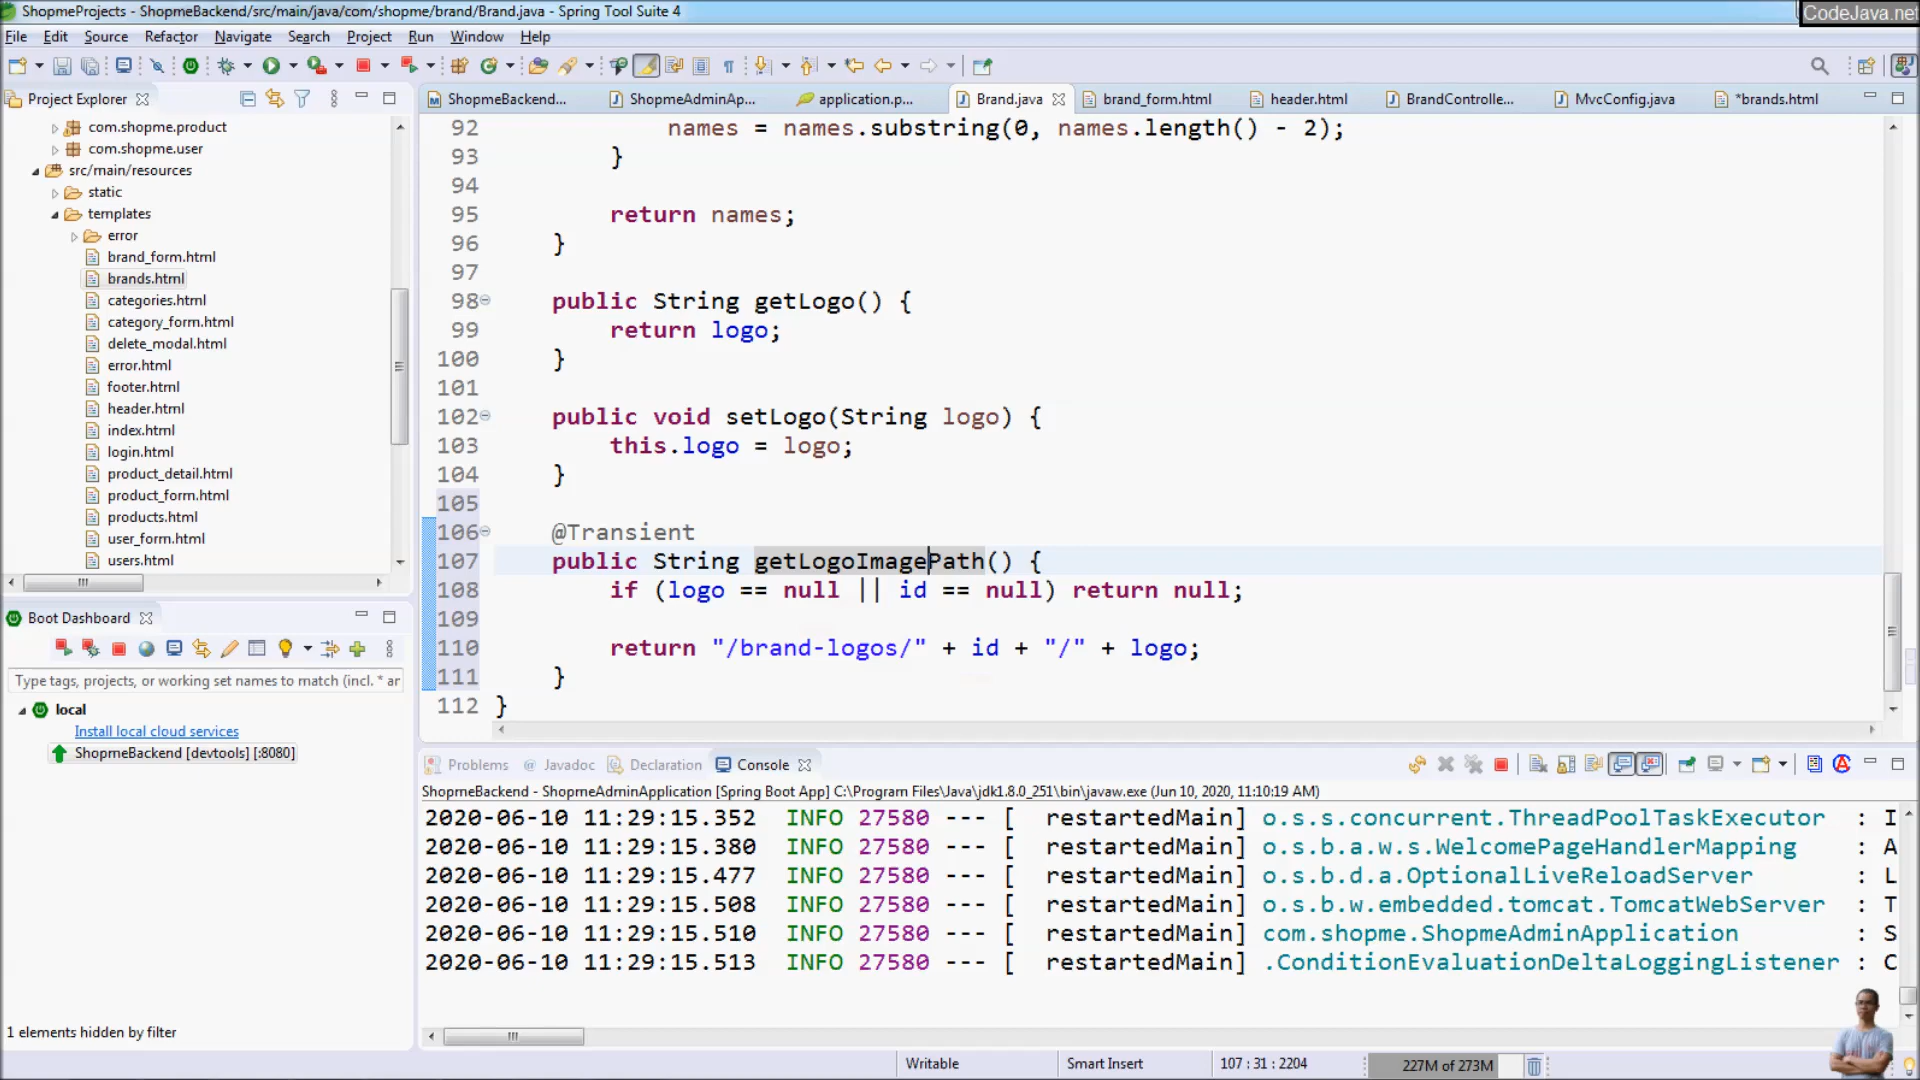 ShopmeProjects - ShopmeBackend/src/main/java/com/shopme/brand/Brand.java - Spring Tool Suite 4
CodeJava.net
File Edit Source Refactor Navigate Search Project Run Window Help
Project Explorer
ShopmeBackend... ShopmeAdminAp... application.p... Brand.java brand_form.html header.html BrandControlle... MvcConfig.java *brands.html
com.shopme.product
com.shopme.user
src/main/resources
static
templates
error
brand_form.html
brands.html
categories.html
category_form.html
delete_modal.html
error.html
footer.html
header.html
index.html
login.html
product_detail.html
product_form.html
products.html
user_form.html
users.html
92 names = names.substring(0, names.length() - 2);
93 }
94
95 return names;
96 }
97
98 public String getLogo() {
99 return logo;
100 }
101
102 public void setLogo(String logo) {
103 this.logo = logo;
104 }
105
106 @Transient
107 public String getLogoImagePath() {
108 if (logo == null || id == null) return null;
109
110 return "/brand-logos/" + id + "/" + logo;
111 }
112 }
Boot Dashboard
Type tags, projects, or working set names to match (incl. * ar
local
Install local cloud services
ShopmeBackend [devtools] [:8080]
1 elements hidden by filter
Problems @ Javadoc Declaration Console
ShopmeBackend - ShopmeAdminApplication [Spring Boot App] C:\Program Files\Java\jdk1.8.0_251\bin\javaw.exe (Jun 10, 2020, 11:10:19 AM)
2020-06-10 11:29:15.352 INFO 27580 --- [ restartedMain] o.s.s.concurrent.ThreadPoolTaskExecutor : I
2020-06-10 11:29:15.380 INFO 27580 --- [ restartedMain] o.s.b.a.w.s.WelcomePageHandlerMapping : A
2020-06-10 11:29:15.477 INFO 27580 --- [ restartedMain] o.s.b.d.a.OptionalLiveReloadServer : L
2020-06-10 11:29:15.508 INFO 27580 --- [ restartedMain] o.s.b.w.embedded.tomcat.TomcatWebServer : T
2020-06-10 11:29:15.510 INFO 27580 --- [ restartedMain] com.shopme.ShopmeAdminApplication : S
2020-06-10 11:29:15.513 INFO 27580 --- [ restartedMain] .ConditionEvaluationDeltaLoggingListener : C
Writable Smart Insert 107 : 31 : 2204 227M of 273M